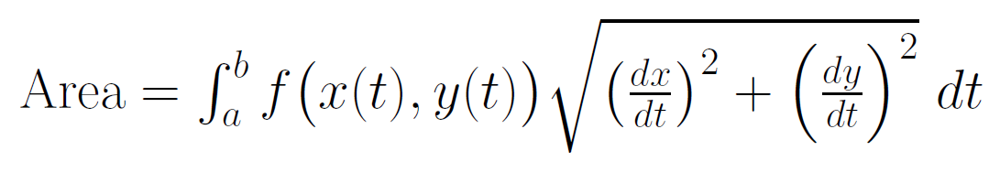 Area = ∫_a^b f(x(t), y(t)) √((dx/dt)^2 + (dy/dt)^2) dt